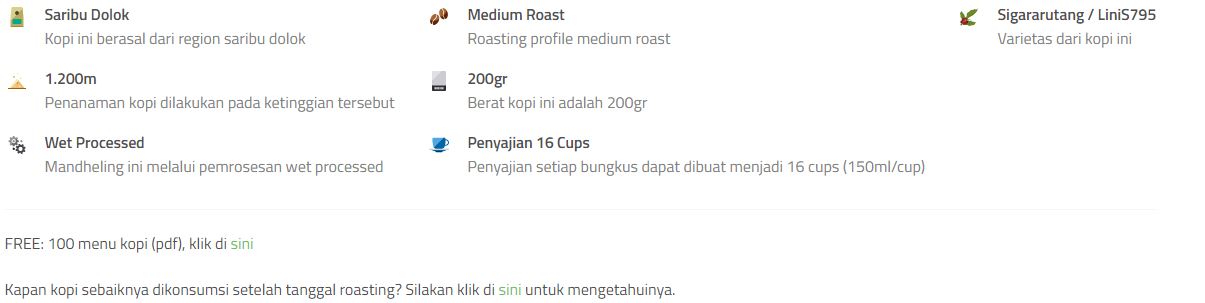 Saribu Dolok
Kopi ini berasal dari region saribu dolok
Medium Roast
Roasting profile medium roast
Sigararutang / LiniS795
Varietas dari kopi ini
1.200m
Penanaman kopi dilakukan pada ketinggian tersebut
200gr
Berat kopi ini adalah 200gr
Wet Processed
Mandheling ini melalui pemrosesan wet processed
Penyajian 16 Cups
Penyajian setiap bungkus dapat dibuat menjadi 16 cups (150ml/cup)
FREE: 100 menu kopi (pdf), klik di sini
Kapan kopi sebaiknya dikonsumsi setelah tanggal roasting? Silakan klik di sini untuk mengetahuinya.